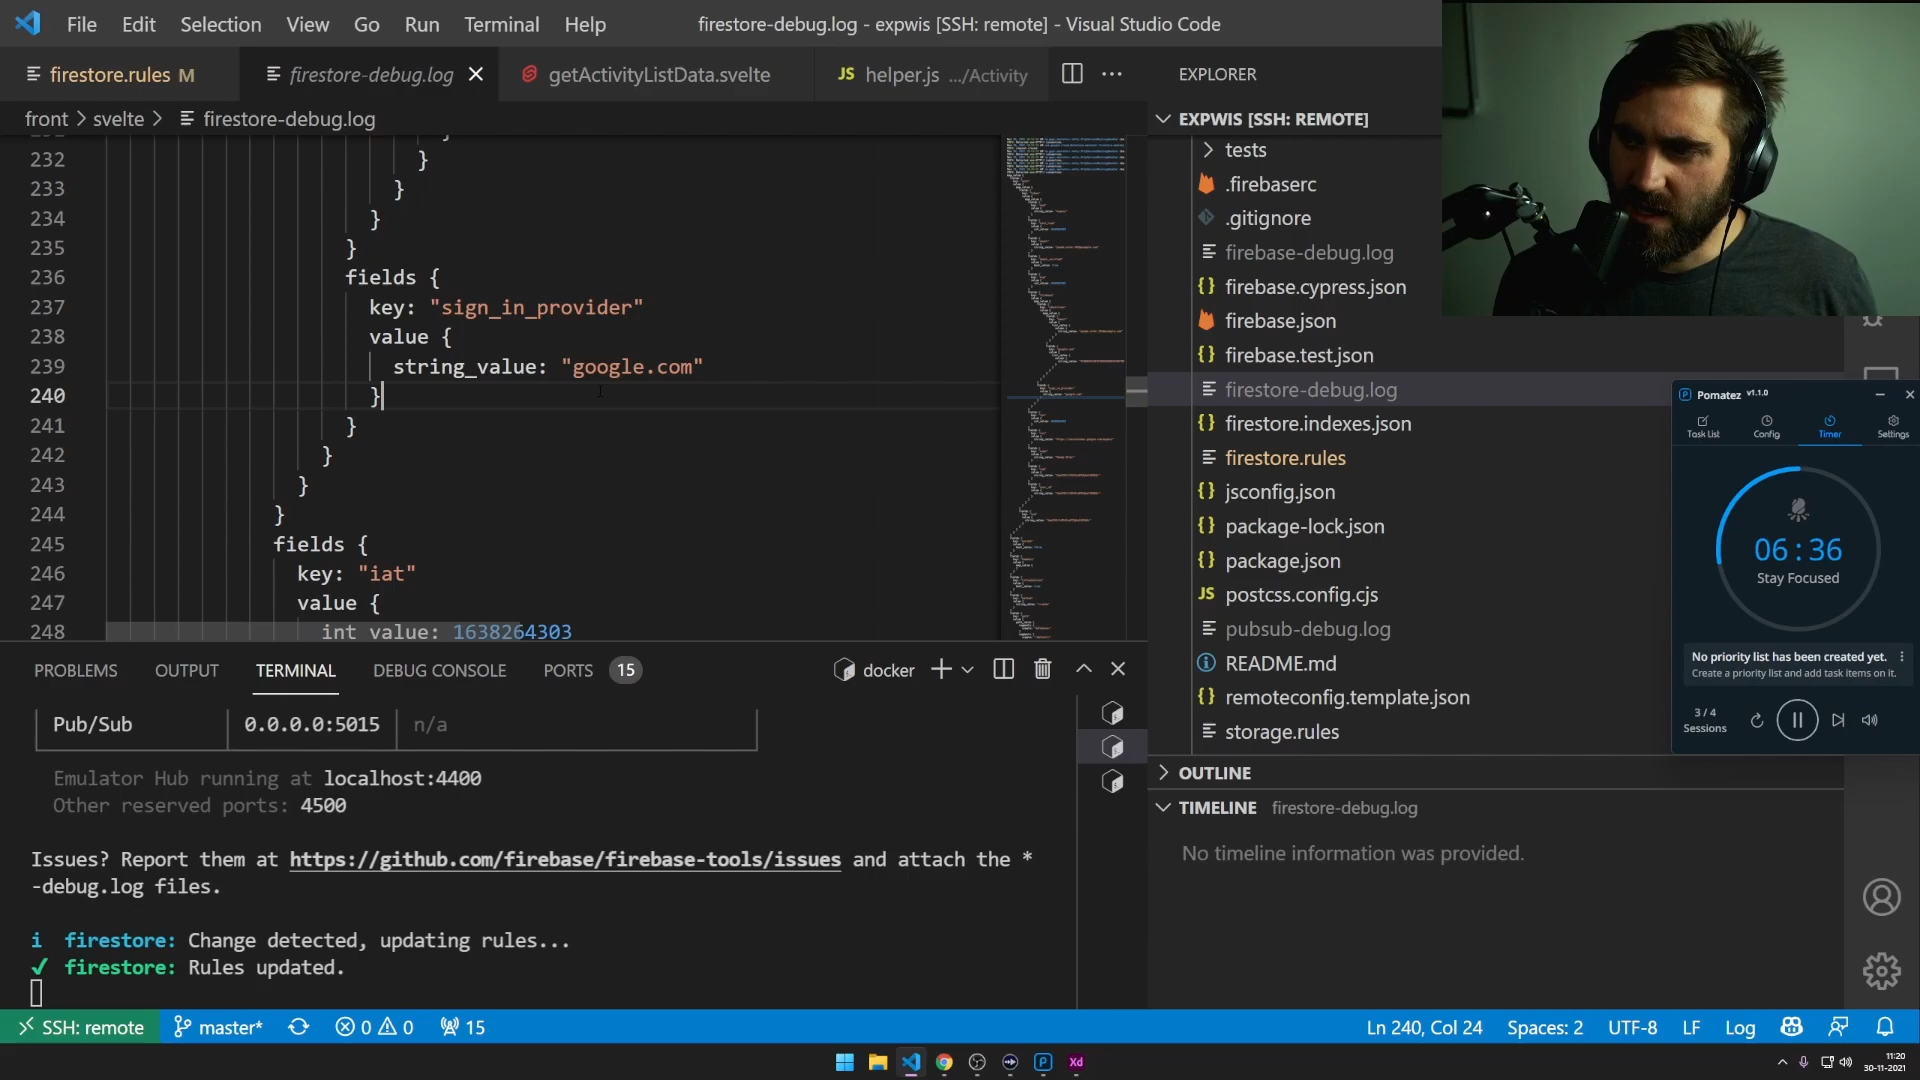 File Edit Selection View Go Run Terminal Help
firestore-debug.log - expwis [SSH: remote] - Visual Studio Code
firestore.rules M
firestore-debug.log
getActivityListData.svelte
JS helper.js .../Activity
front > svelte > firestore-debug.log
232 }
233 }
234 }
235 }
236 fields {
237 key: "sign_in_provider"
238 value {
239 string_value: "google.com"
240 }
241 }
242 }
243 }
244 }
245 fields {
246 key: "iat"
247 value {
248 int value: 1638264303
EXPLORER
EXPWIS [SSH: REMOTE]
tests
.firebaserc
.gitignore
firebase-debug.log
{} firebase.cypress.json
firebase.json
{} firebase.test.json
firestore-debug.log
{} firestore.indexes.json
firestore.rules
{} jsconfig.json
{} package-lock.json
{} package.json
JS postcss.config.cjs
pubsub-debug.log
README.md
{} remoteconfig.template.json
storage.rules
OUTLINE
TIMELINE firestore-debug.log
No timeline information was provided.
Pomatez v1.1.0
Task List
Config
Timer
Settings
06 : 36
Stay Focused
No priority list has been created yet.
Create a priority list and add task items on it.
3 / 4
Sessions
PROBLEMS OUTPUT TERMINAL DEBUG CONSOLE PORTS 15
docker
Pub/Sub 0.0.0.0:5015 n/a
Emulator Hub running at localhost:4400
Other reserved ports: 4500
Issues? Report them at https://github.com/firebase/firebase-tools/issues and attach the *
-debug.log files.
i firestore: Change detected, updating rules...
✔ firestore: Rules updated.
SSH: remote master* 0 0 15
Ln 240, Col 24 Spaces: 2 UTF-8 LF Log
P
Xd
11:20
30-11-2021